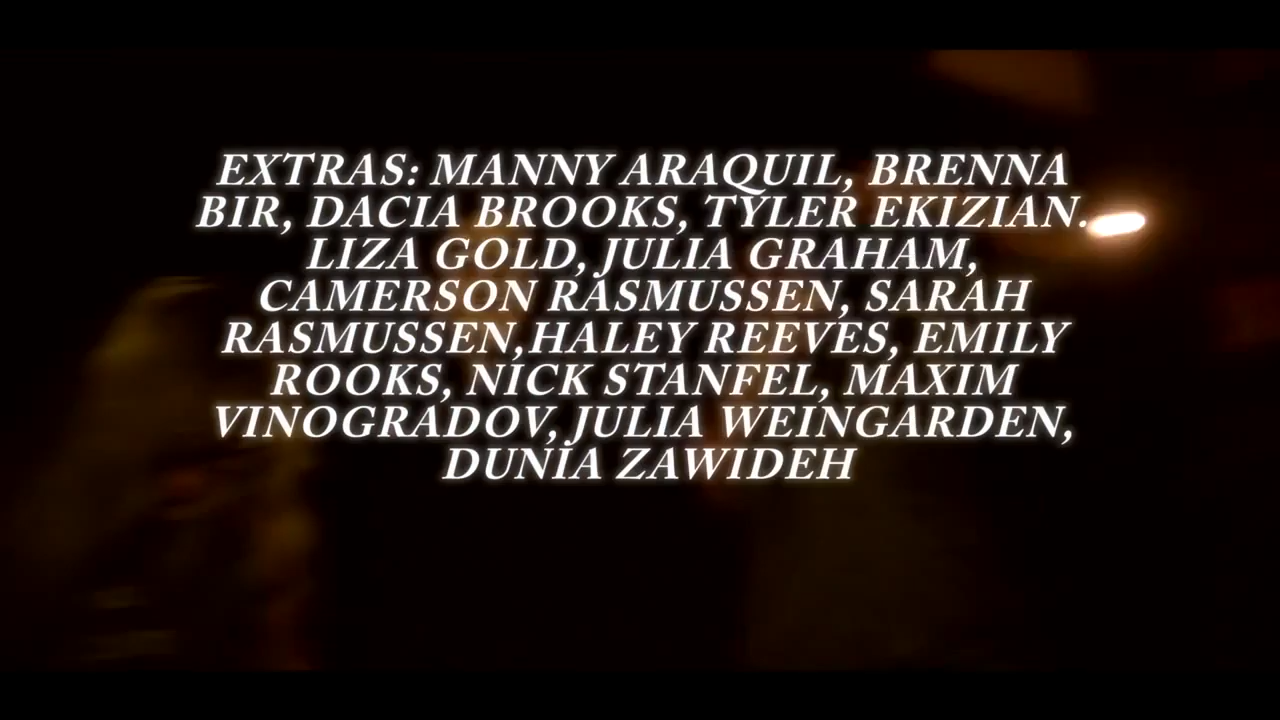 EXTRAS: MANNY ARAQUIL, BRENNA
BIR, DACIA BROOKS, TYLER EKIZIAN.
LIZA GOLD, JULIA GRAHAM,
CAMERSON RASMUSSEN, SARAH
RASMUSSEN,HALEY REEVES, EMILY
ROOKS, NICK STANFEL, MAXIM
VINOGRADOV, JULIA WEINGARDEN,
DUNIA ZAWIDEH